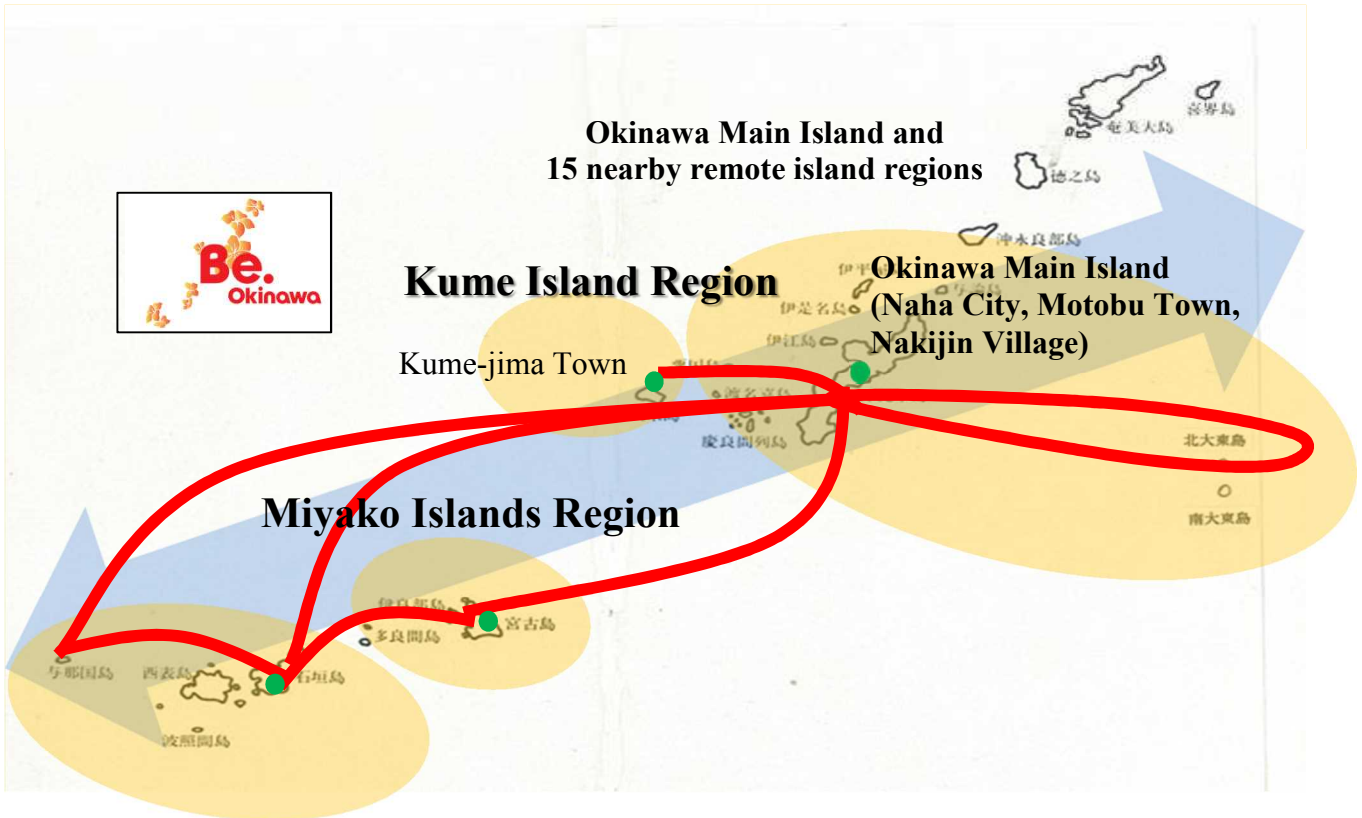 奄美大島
喜界島
Okinawa Main Island and
15 nearby remote island regions
徳之島
沖永良部島
Be.
Okinawa
Kume Island Region
Okinawa Main Island
(Naha City, Motobu Town,
Nakijin Village)
伊是名島
伊江島
Kume-jima Town
渡名喜島
慶良間列島
北大東島
南大東島
Miyako Islands Region
伊良部島
多良間島
宮古島
与那国島
西表島
石垣島
波照間島